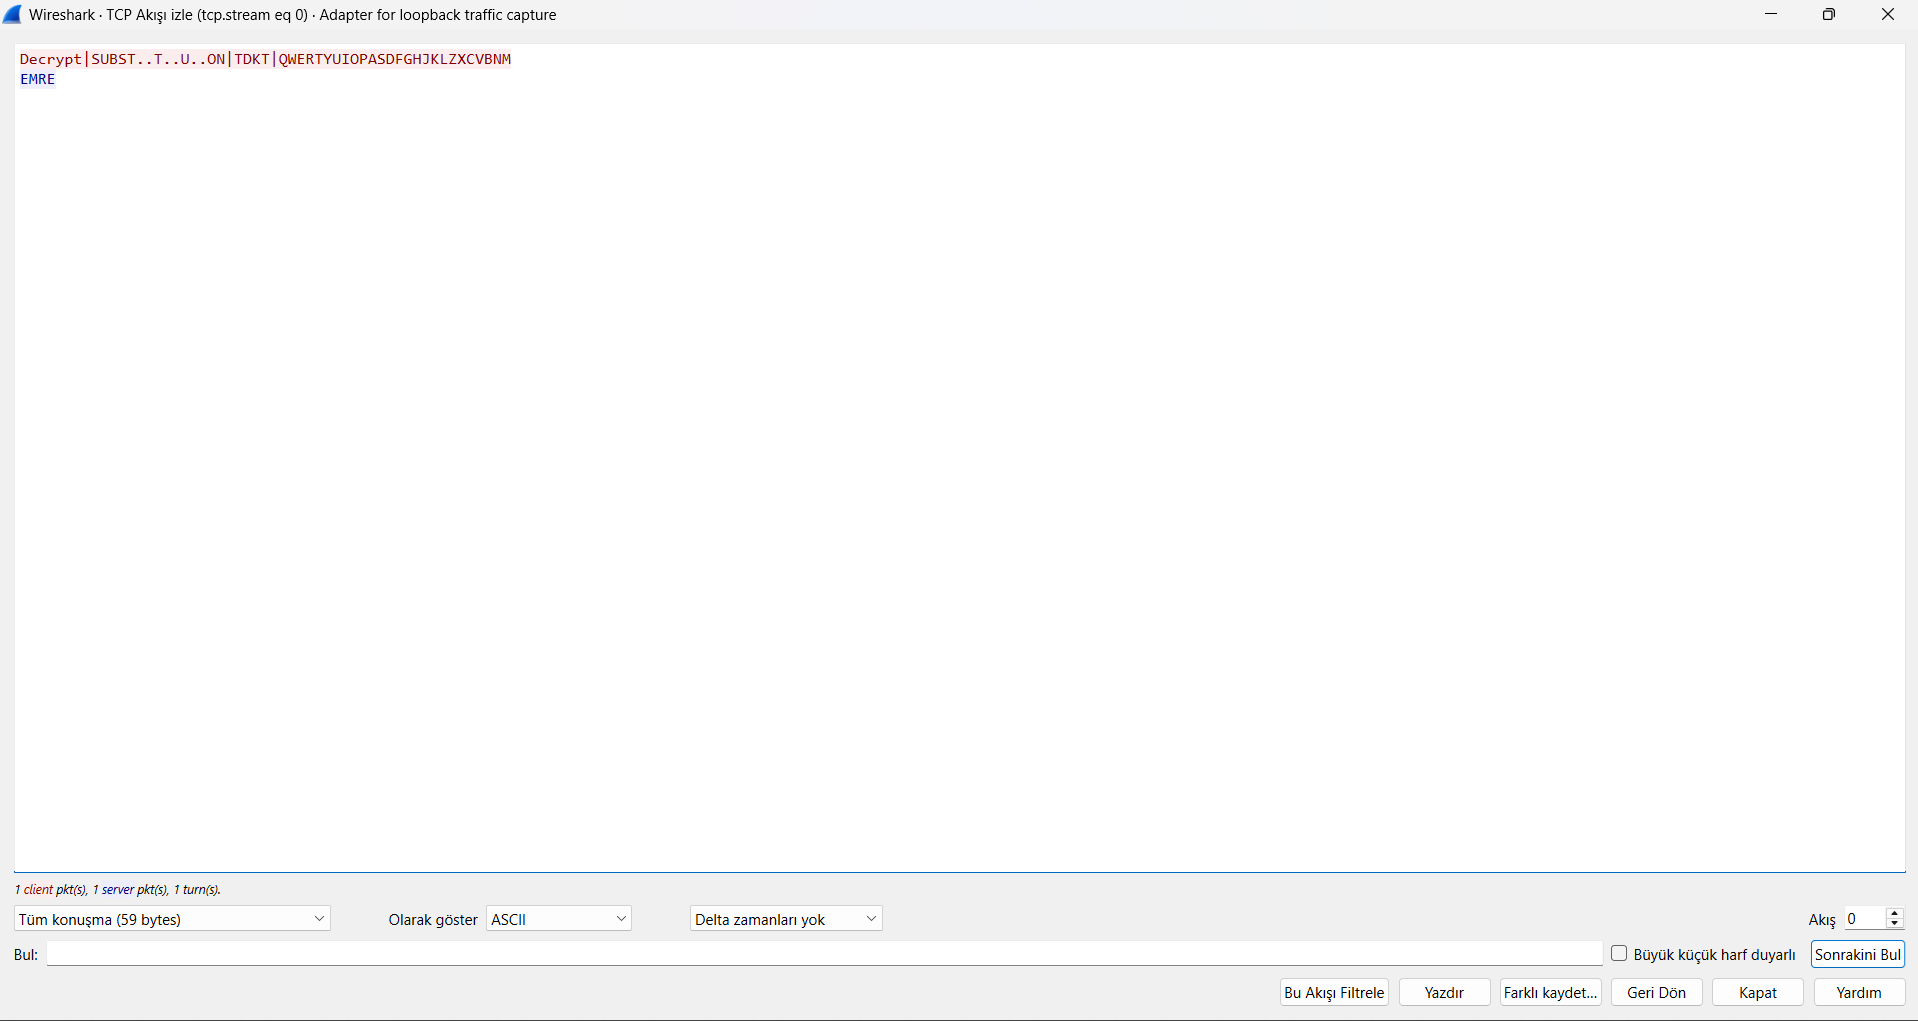 Wireshark · TCP Akışı izle (tcp.stream eq 0) · Adapter for loopback traffic capture
Decrypt|SUBST..T..U..ON|TDKT|QWERTYUIOPASDFGHJKLZXCVBNM
EMRE
1 client pkt(s), 1 server pkt(s), 1 turn(s).
Tüm konuşma (59 bytes) Olarak göster ASCII Delta zamanları yok Akış 0
Bul: Büyük küçük harf duyarlı Sonrakini Bul
Bu Akışı Filtrele Yazdır Farklı kaydet... Geri Dön Kapat Yardım